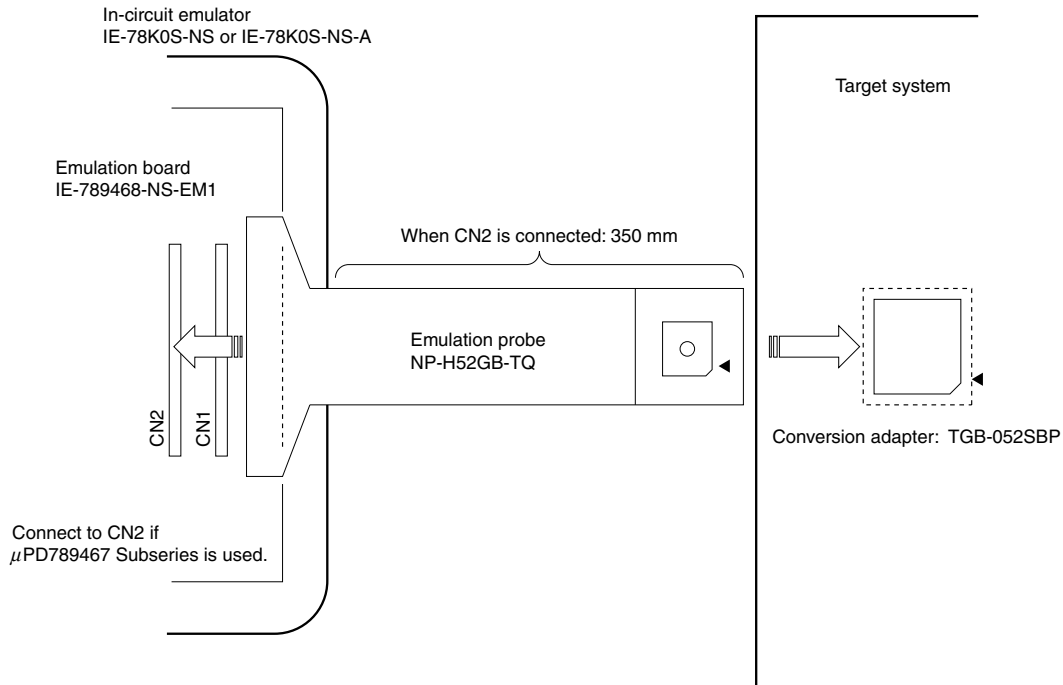 In-circuit emulator
IE-78K0S-NS or IE-78K0S-NS-A
Target system
Emulation board
IE-789468-NS-EM1
When CN2 is connected: 350 mm
Emulation probe
NP-H52GB-TQ
CN2
CN1
Conversion adapter: TGB-052SBP
Connect to CN2 if
μPD789467 Subseries is used.